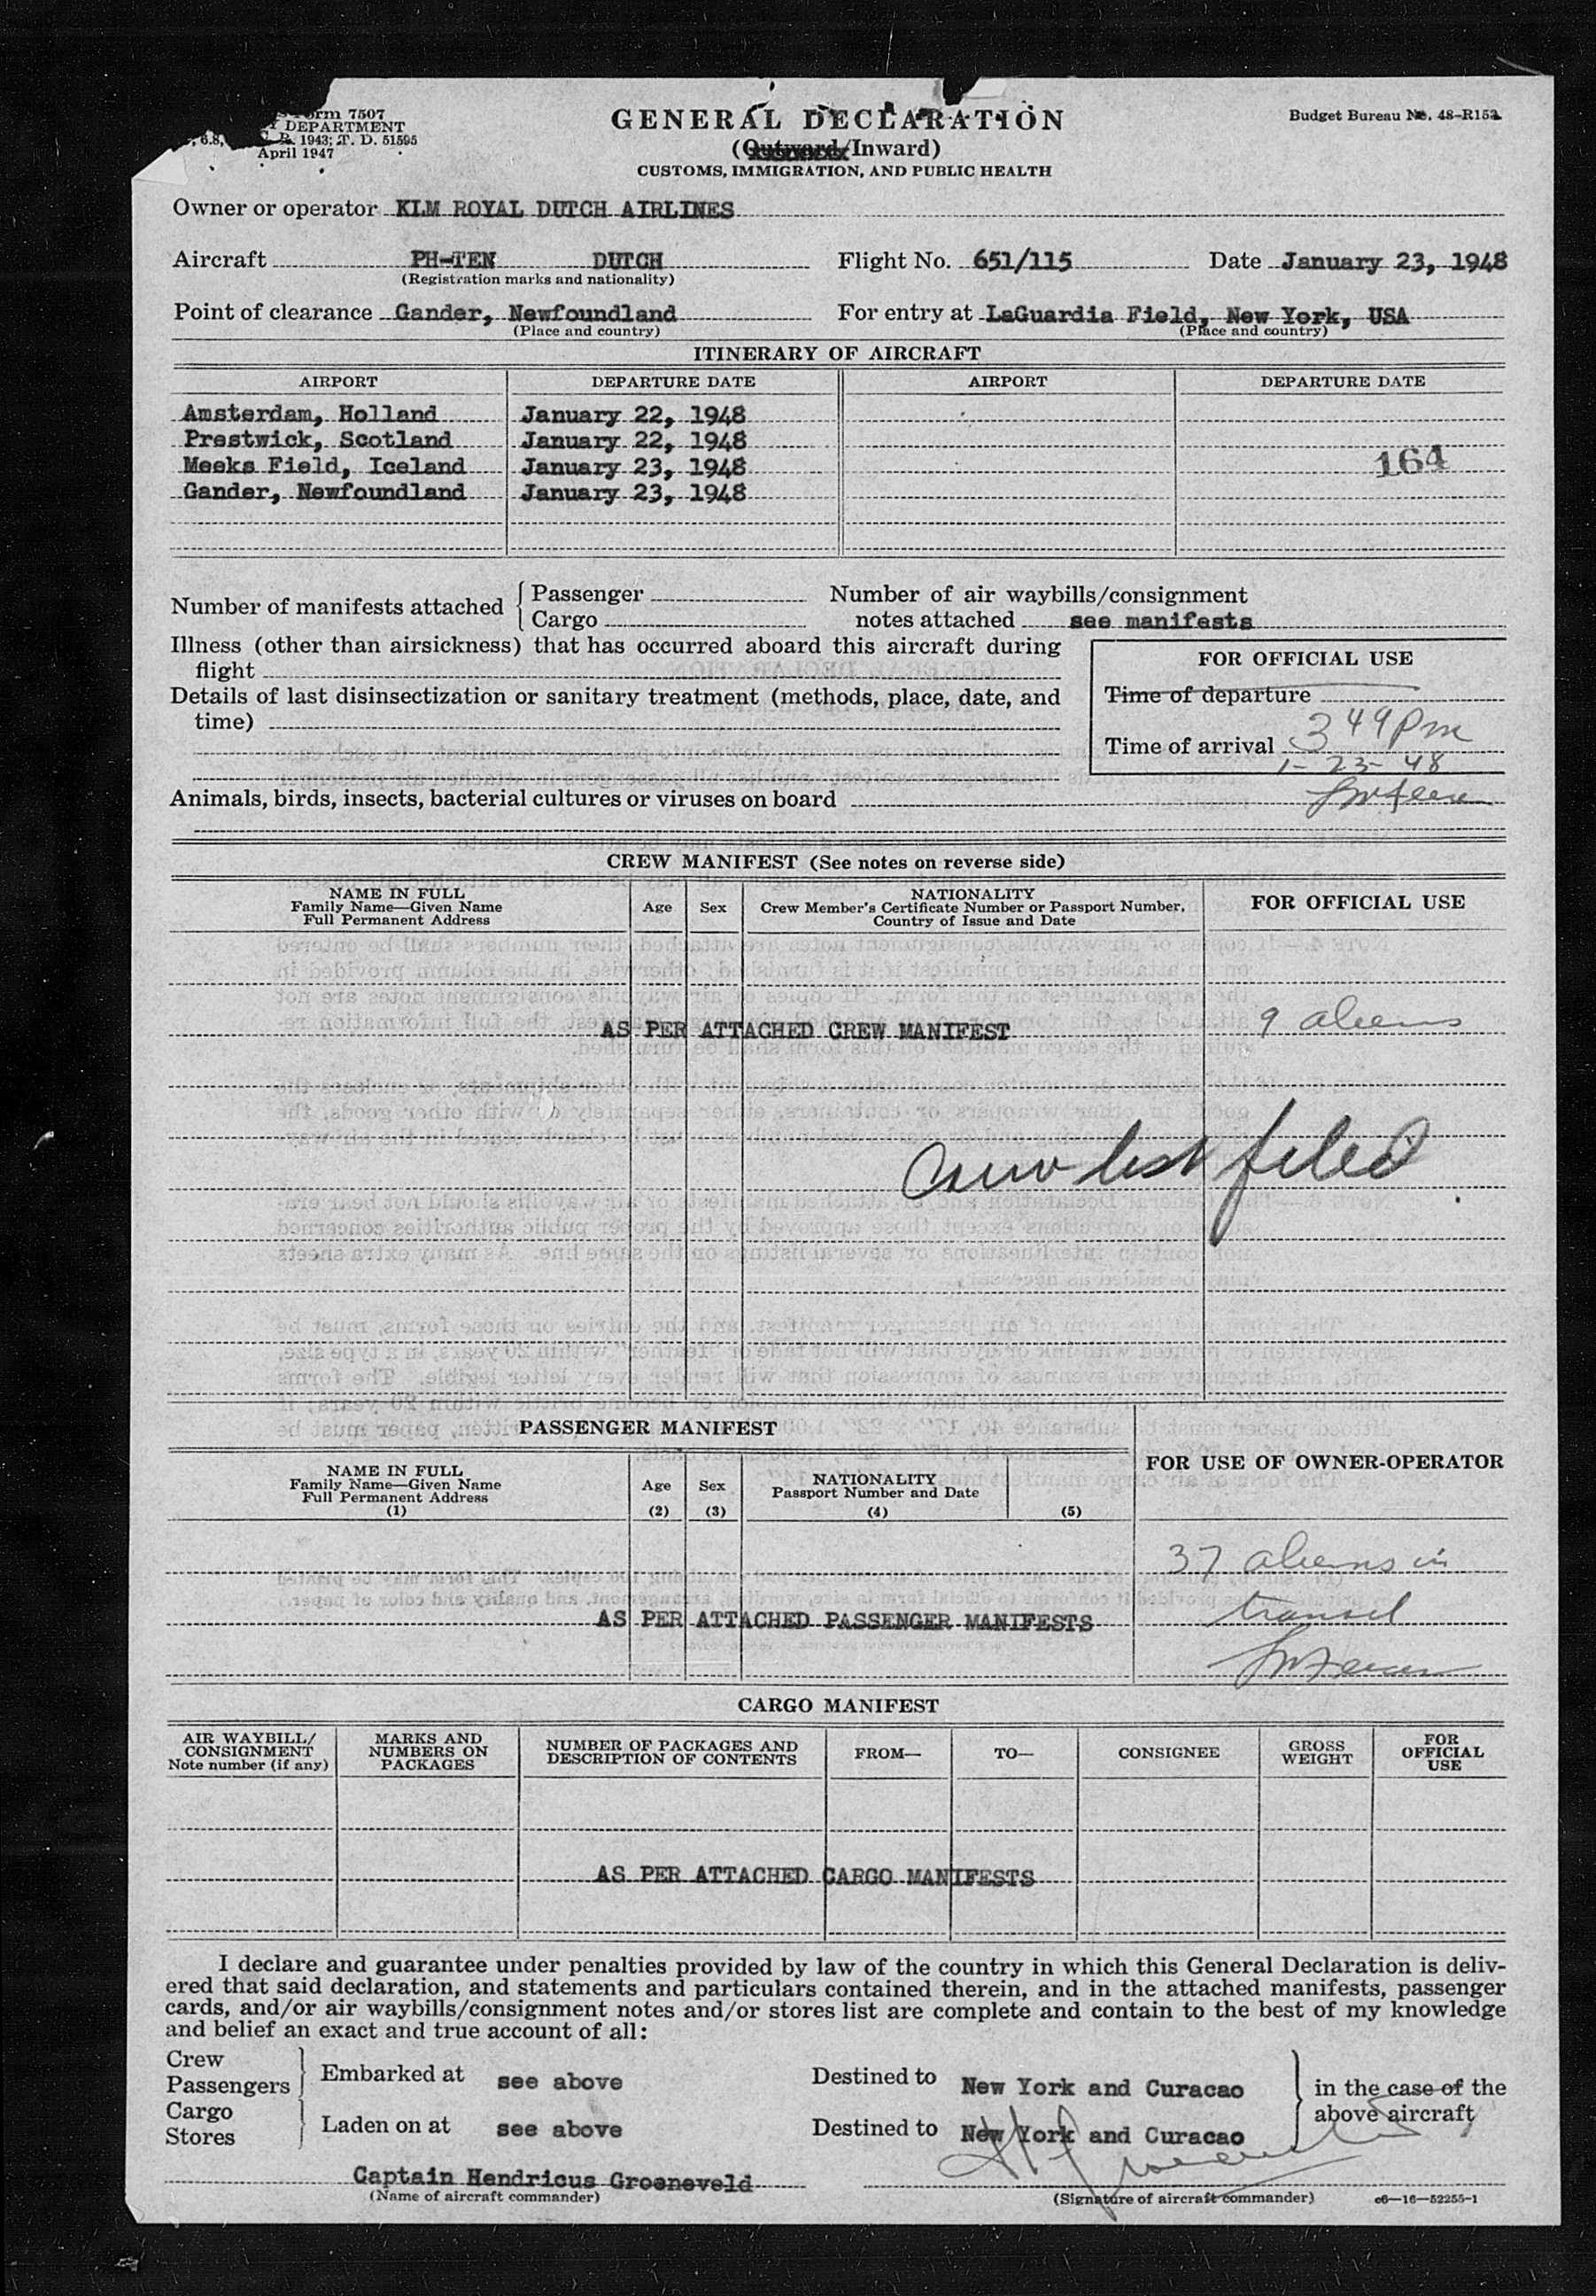 Form 7507
DEPARTMENT
1943; T. D. 51595
April 1947
GENERAL DECLARATION
(Outward/Inward)
CUSTOMS, IMMIGRATION, AND PUBLIC HEALTH
Budget Bureau No. 48-R153
Owner or operator KLM ROYAL DUTCH AIRLINES
Aircraft PH-TEN DUTCH Flight No. 651/115 Date January 23, 1948
(Registration marks and nationality)
Point of clearance Gander, Newfoundland For entry at LaGuardia Field, New York, USA
(Place and country) (Place and country)
ITINERARY OF AIRCRAFT
AIRPORT DEPARTURE DATE AIRPORT DEPARTURE DATE
Amsterdam, Holland January 22, 1948
Prestwick, Scotland January 22, 1948
Meeks Field, Iceland January 23, 1948 164
Gander, Newfoundland January 23, 1948
Number of manifests attached Passenger Number of air waybills/consignment
Cargo notes attached see manifests
Illness (other than airsickness) that has occurred aboard this aircraft during
flight
Details of last disinsectization or sanitary treatment (methods, place, date, and
time)
FOR OFFICIAL USE
Time of departure
Time of arrival 3 49 pm
1-23-48
Animals, birds, insects, bacterial cultures or viruses on board
CREW MANIFEST (See notes on reverse side)
NAME IN FULL
Family Name—Given Name
Full Permanent Address
Age
Sex
NATIONALITY
Crew Member's Certificate Number or Passport Number,
Country of Issue and Date
FOR OFFICIAL USE
AS PER ATTACHED CREW MANIFEST 9 aliens
Crew list filed
PASSENGER MANIFEST
NAME IN FULL
Family Name—Given Name
Full Permanent Address
(1)
Age
(2)
Sex
(3)
NATIONALITY
Passport Number and Date
(4) (5)
FOR USE OF OWNER-OPERATOR
37 aliens in
transit
AS PER ATTACHED PASSENGER MANIFESTS
CARGO MANIFEST
AIR WAYBILL/
CONSIGNMENT
Note number (if any)
MARKS AND
NUMBERS ON
PACKAGES
NUMBER OF PACKAGES AND
DESCRIPTION OF CONTENTS
FROM—
TO—
CONSIGNEE
GROSS
WEIGHT
FOR
OFFICIAL
USE
AS PER ATTACHED CARGO MANIFESTS
I declare and guarantee under penalties provided by law of the country in which this General Declaration is deliv-
ered that said declaration, and statements and particulars contained therein, and in the attached manifests, passenger
cards, and/or air waybills/consignment notes and/or stores list are complete and contain to the best of my knowledge
and belief an exact and true account of all:
Crew
Passengers Embarked at see above Destined to New York and Curacao
Cargo
Stores Laden on at see above Destined to New York and Curacao
in the case of the
above aircraft
Captain Hendricus Groeneveld
(Name of aircraft commander) (Signature of aircraft commander) c6—16—52255-1